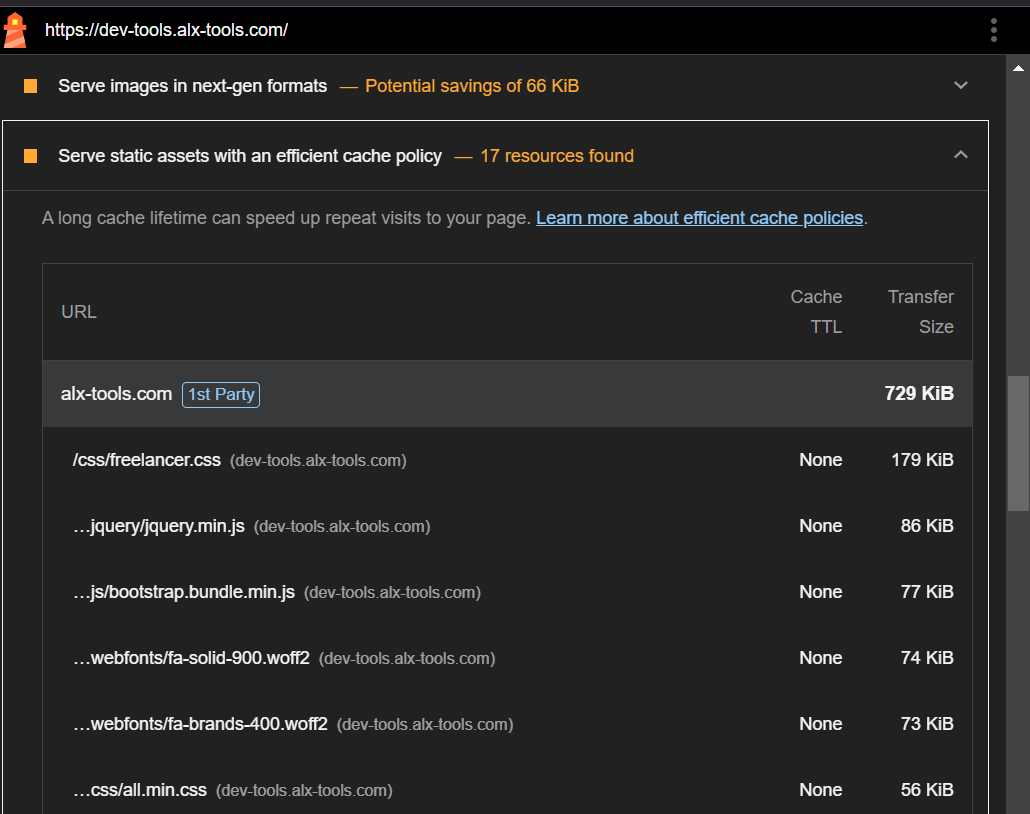 https://dev-tools.alx-tools.com/
Serve images in next-gen formats — Potential savings of 66 KiB
Serve static assets with an efficient cache policy — 17 resources found
A long cache lifetime can speed up repeat visits to your page. Learn more about efficient cache policies.
URL Cache TTL Transfer Size
alx-tools.com 1st Party 729 KiB
/css/freelancer.css (dev-tools.alx-tools.com) None 179 KiB
…jquery/jquery.min.js (dev-tools.alx-tools.com) None 86 KiB
…js/bootstrap.bundle.min.js (dev-tools.alx-tools.com) None 77 KiB
…webfonts/fa-solid-900.woff2 (dev-tools.alx-tools.com) None 74 KiB
…webfonts/fa-brands-400.woff2 (dev-tools.alx-tools.com) None 73 KiB
…css/all.min.css (dev-tools.alx-tools.com) None 56 KiB